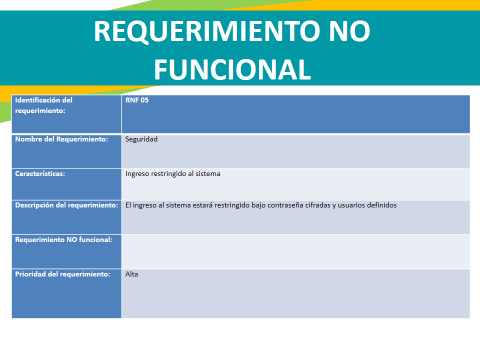 REQUERIMIENTO NO
FUNCIONAL
Identificación del
requerimiento:
RNF 05
Nombre del Requerimiento:
Seguridad
Características:
Ingreso restringido al sistema
Descripción del requerimiento:
El ingreso al sistema estará restringido bajo contraseña cifradas y usuarios definidos
Requerimiento NO funcional:
Prioridad del requerimiento:
Alta